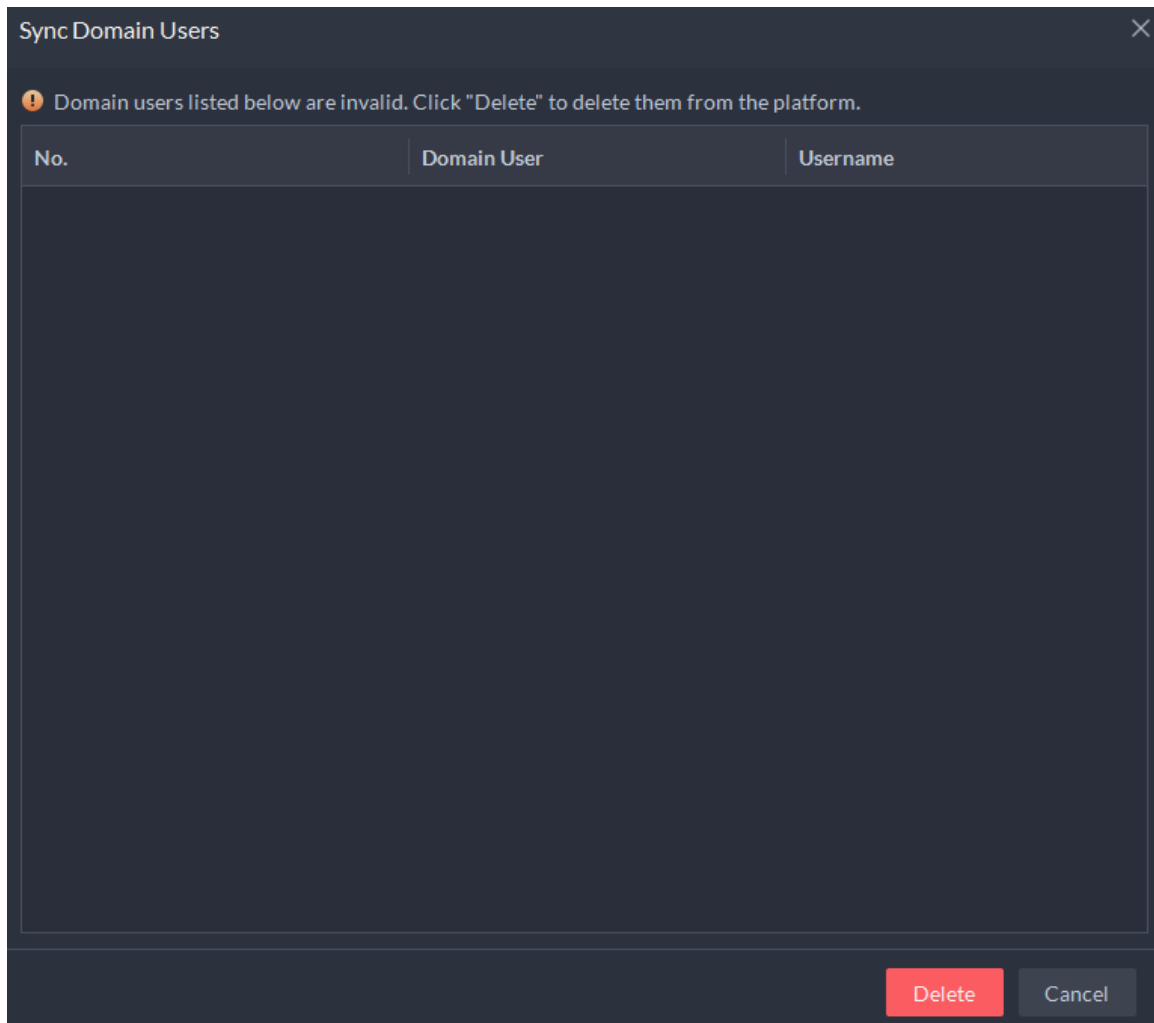 Sync Domain Users
Domain users listed below are invalid. Click "Delete" to delete them from the platform.
No. Domain User Username
Delete Cancel